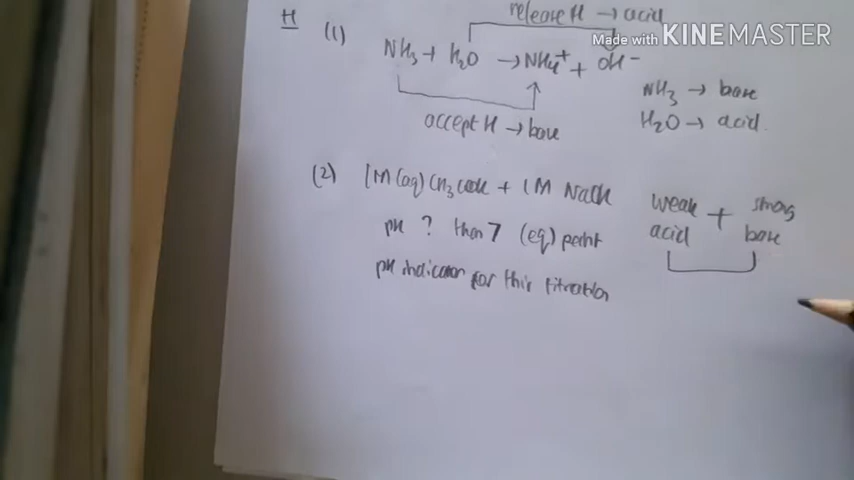 release H → acid
Made with KINEMASTER
H (1)
NH3 + H2O → NH4+ + OH-
NH3 → base
H2O → acid.
accept H → base
(2) 1M (aq) CH3COOH + 1M NaOH
weak acid + strong base
pH ? than 7 (eq) point
pH indicator for this titration